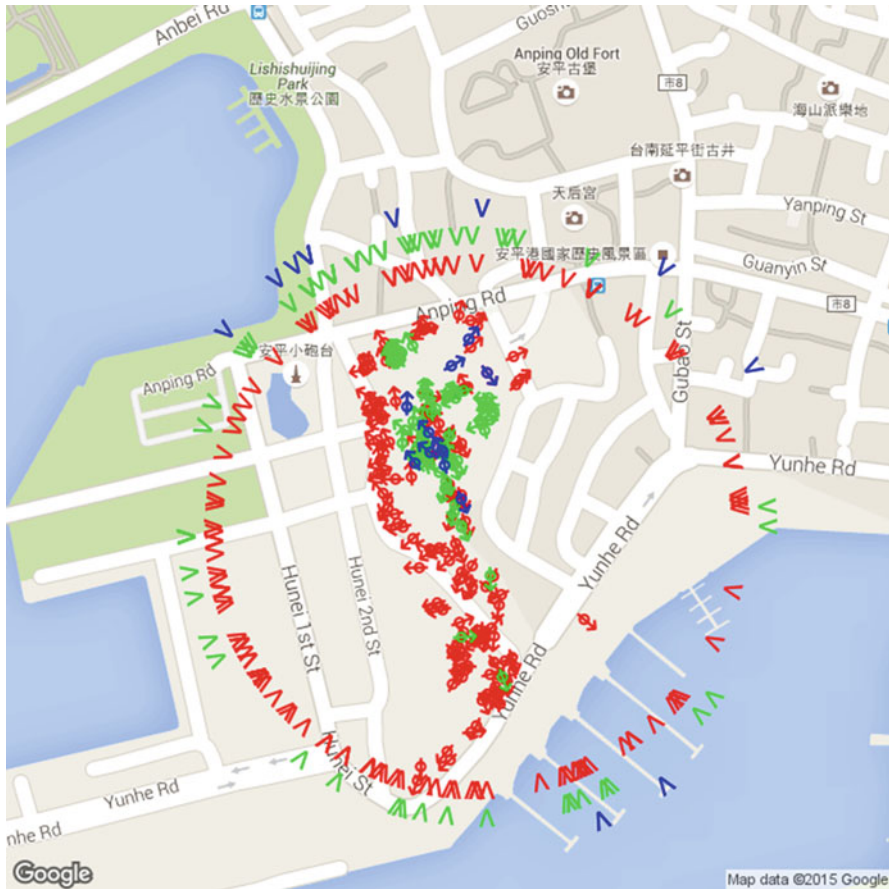 Anbei Rd
Guosh
Lishishuijing
Park
歷史水景公園
Anping Old Fort
安平古堡
市8
海山派樂地
台南延平街古井
天后宮
Yanping St
安平港國家歷史風景區
Guanyin St
市8
Anping Rd
安平小砲台
Anping Rd
Gubao St
Yunhe Rd
Yunhe Rd
Hunei 1st St
Hunei 2nd St
Yunhe Rd
Hunei St
Yunhe Rd
nhe Rd
Google
Map data ©2015 Google